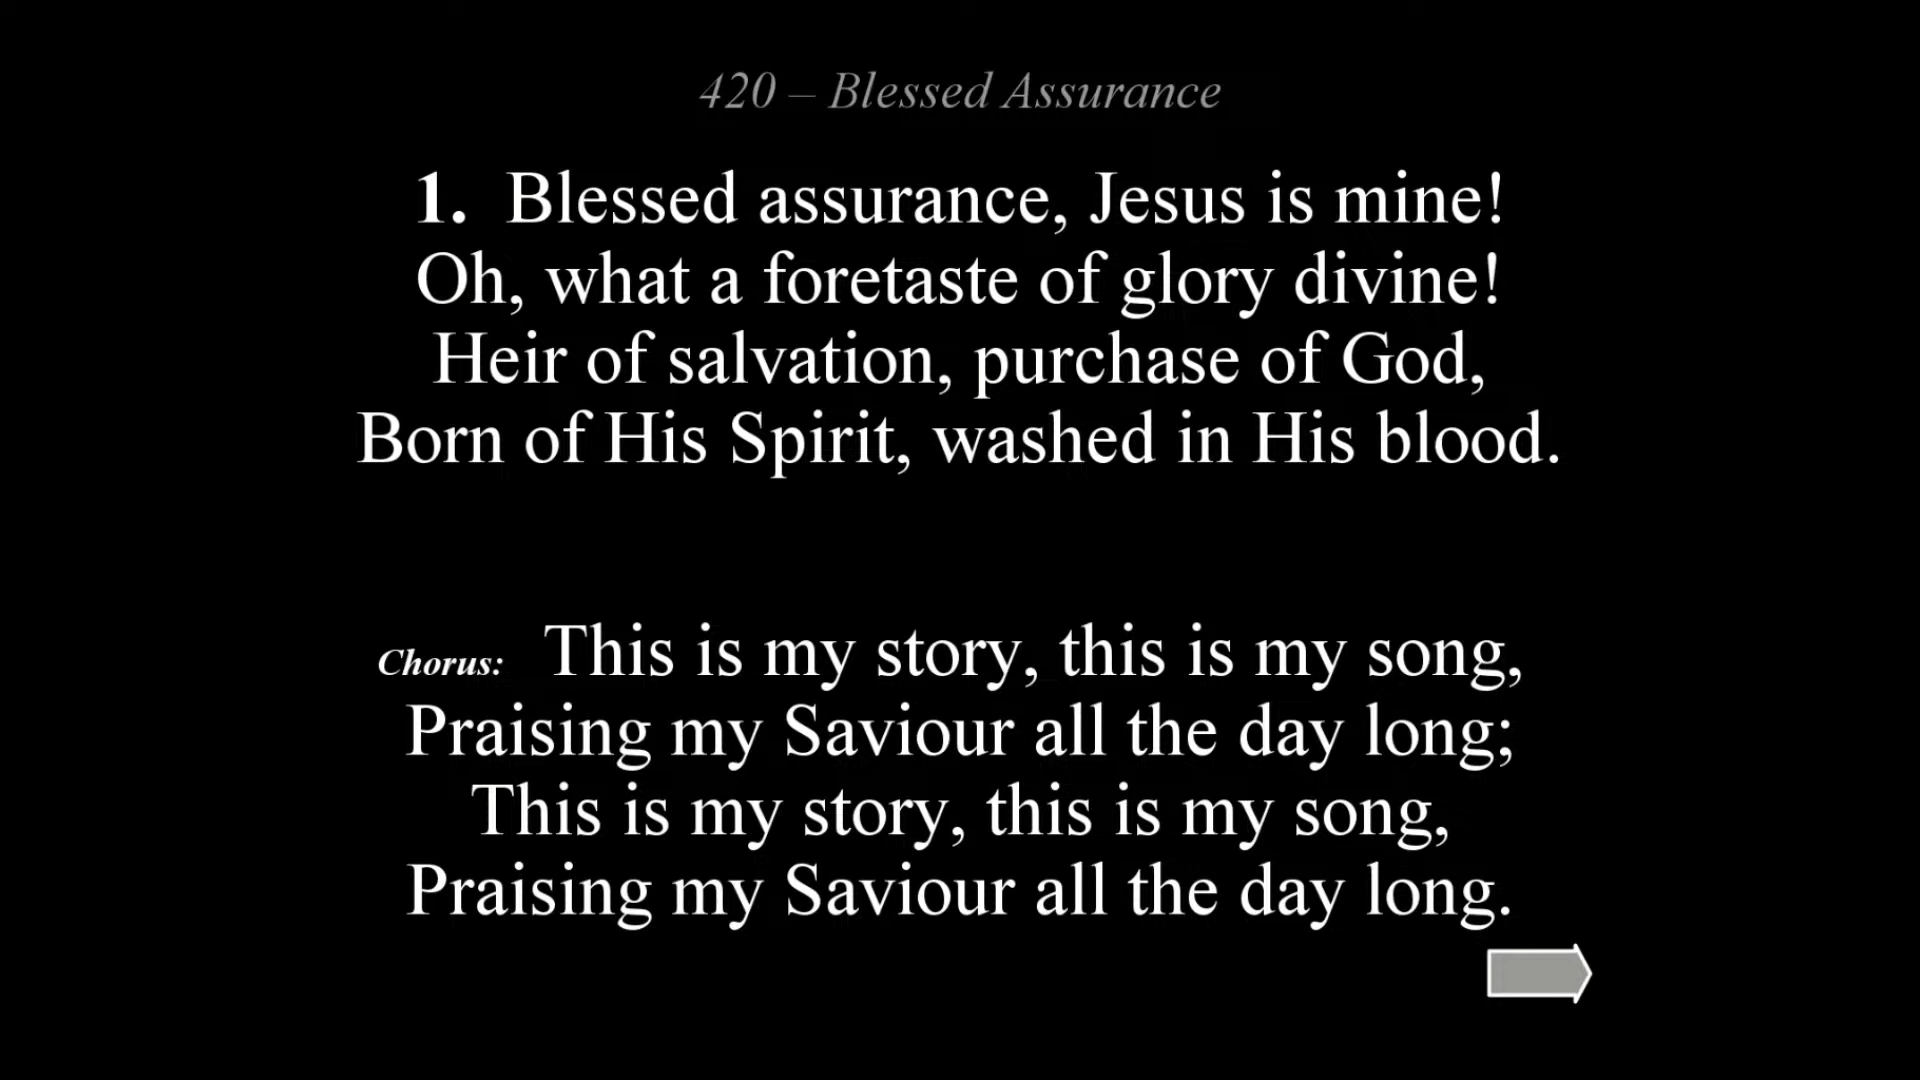 420 – Blessed Assurance
1. Blessed assurance, Jesus is mine!
Oh, what a foretaste of glory divine!
Heir of salvation, purchase of God,
Born of His Spirit, washed in His blood.
Chorus: This is my story, this is my song,
Praising my Saviour all the day long;
This is my story, this is my song,
Praising my Saviour all the day long.